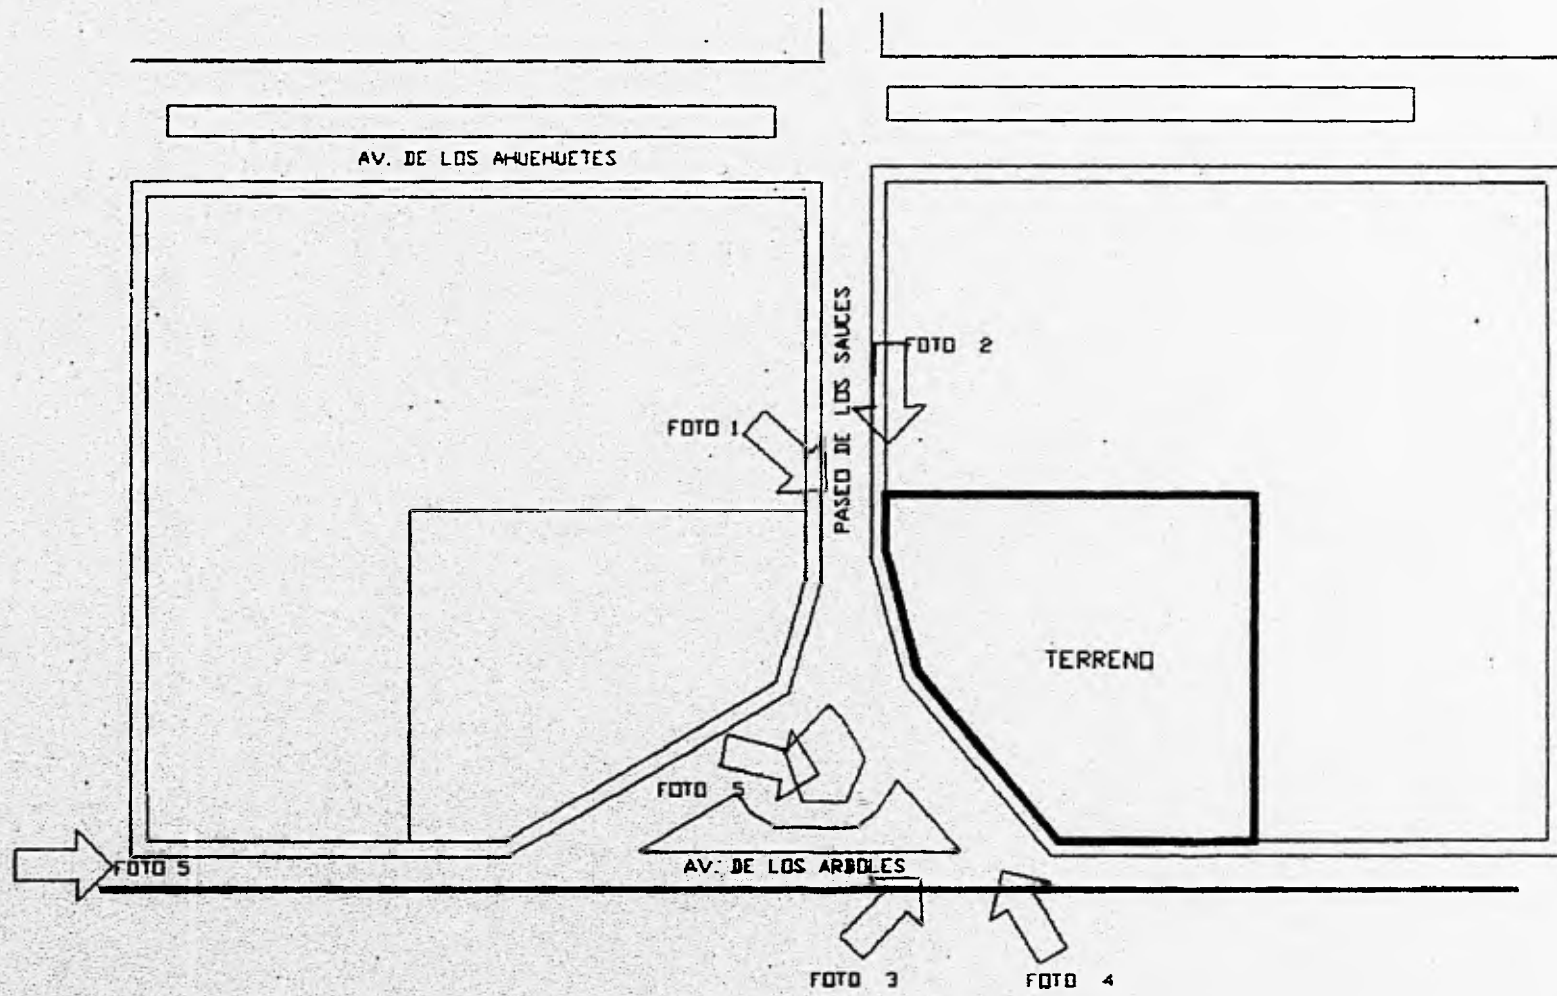 AV. DE LOS AHUEHUETES
PASEO DE LOS SAUCES
FOTO 2
FOTO 1
TERRENO
FOTO 5
AV. DE LOS ARBOLES
FOTO 5
FOTO 3
FOTO 4